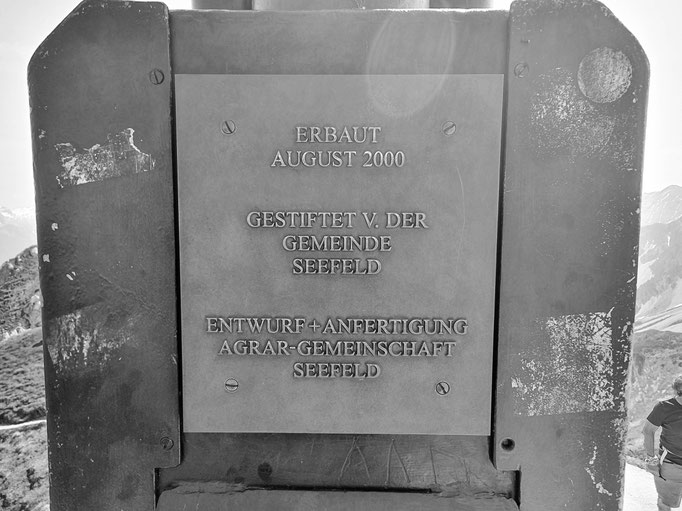 ERBAUT
AUGUST 2000
GESTIFTET V. DER
GEMEINDE
SEEFELD
ENTWURF+ANFERTIGUNG
AGRAR-GEMEINSCHAFT
SEEFELD